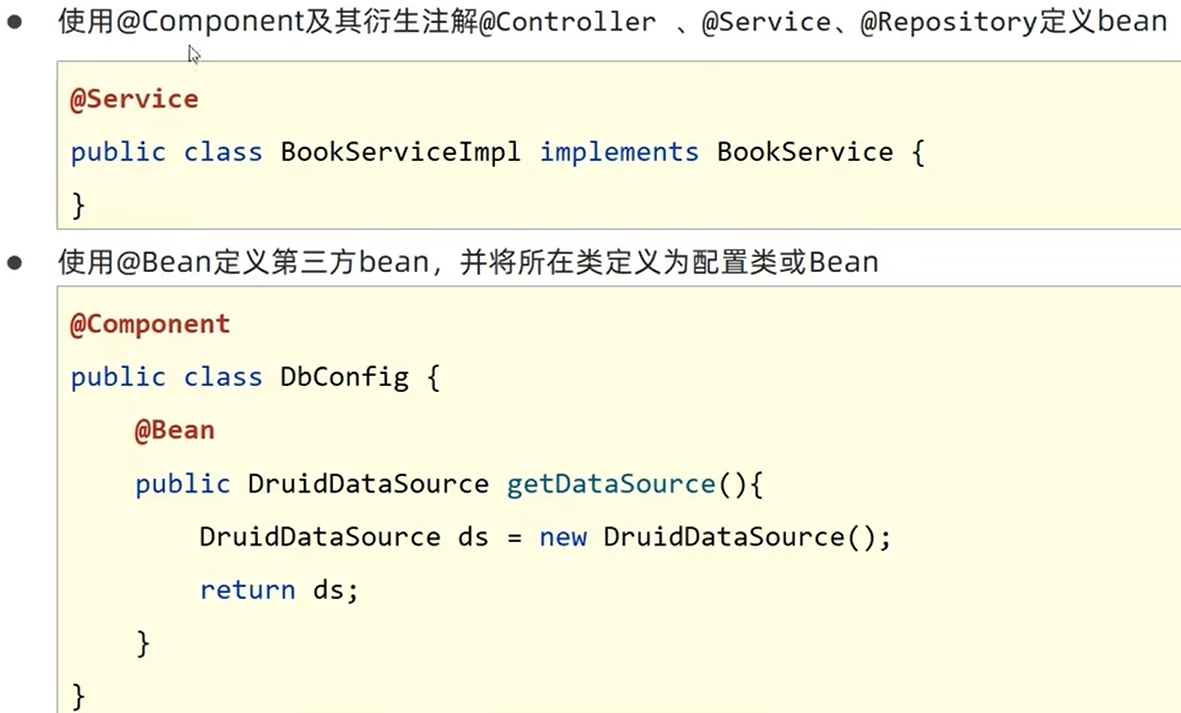 使用@Component及其衍生注解@Controller 、@Service、@Repository定义bean
@Service
public class BookServiceImpl implements BookService {
}
使用@Bean定义第三方bean，并将所在类定义为配置类或Bean
@Component
public class DbConfig {
    @Bean
    public DruidDataSource getDataSource(){
        DruidDataSource ds = new DruidDataSource();
        return ds;
    }
}